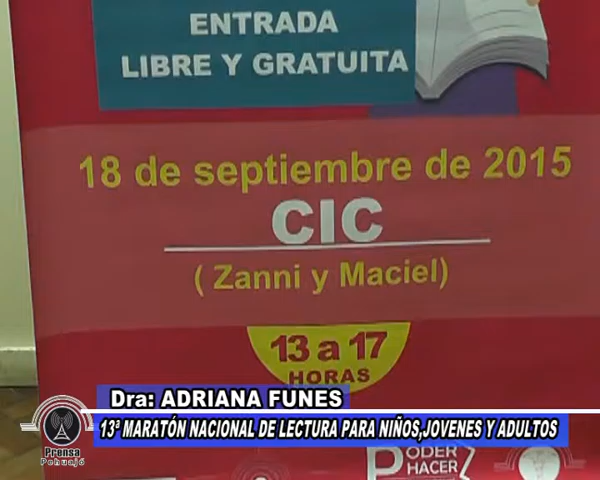 ENTRADA
LIBRE Y GRATUITA
18 de septiembre de 2015
CIC
( Zanni y Maciel)
13 a 17
HORAS
Dra: ADRIANA FUNES
13ª MARATÓN NACIONAL DE LECTURA PARA NIÑOS,JOVENES Y ADULTOS
Prensa
Pehuajó
PODER
HACER